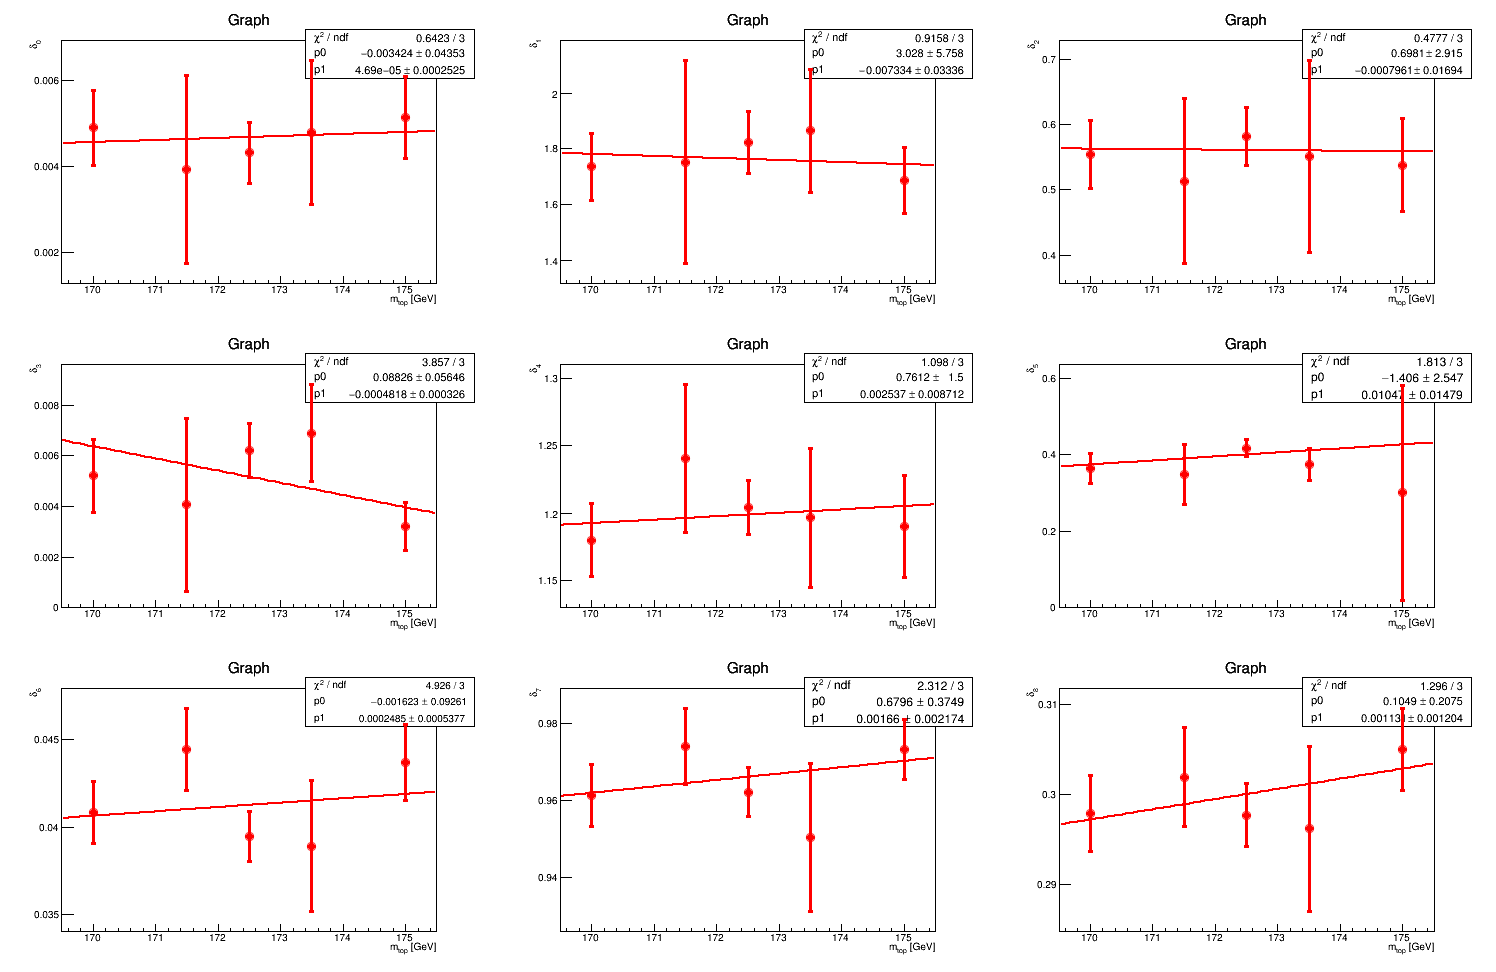 Graph
χ² / ndf 0.6423 / 3
p0 −0.003424 ± 0.04353
p1 4.69e−05 ± 0.0002525
δ₀
0.006
0.004
0.002
170 171 172 173 174 175
m_top [GeV]
Graph
χ² / ndf 0.9158 / 3
p0 3.028 ± 5.758
p1 −0.007334 ± 0.03336
δ₁
2
1.8
1.6
1.4
170 171 172 173 174 175
m_top [GeV]
Graph
χ² / ndf 0.4777 / 3
p0 0.6981 ± 2.915
p1 −0.0007961 ± 0.01694
δ₂
0.7
0.6
0.5
0.4
170 171 172 173 174 175
m_top [GeV]
Graph
χ² / ndf 3.857 / 3
p0 0.08826 ± 0.05646
p1 −0.0004818 ± 0.000326
δ₃
0.008
0.006
0.004
0.002
0
170 171 172 173 174 175
m_top [GeV]
Graph
χ² / ndf 1.098 / 3
p0 0.7612 ± 1.5
p1 0.002537 ± 0.008712
δ₄
1.3
1.25
1.2
1.15
170 171 172 173 174 175
m_top [GeV]
Graph
χ² / ndf 1.813 / 3
p0 −1.406 ± 2.547
p1 0.01047 ± 0.01479
δ₅
0.6
0.4
0.2
0
170 171 172 173 174 175
m_top [GeV]
Graph
χ² / ndf 4.926 / 3
p0 −0.001623 ± 0.09261
p1 0.0002485 ± 0.0005377
δ₆
0.045
0.04
0.035
170 171 172 173 174 175
m_top [GeV]
Graph
χ² / ndf 2.312 / 3
p0 0.6796 ± 0.3749
p1 0.00166 ± 0.002174
δ₇
0.98
0.96
0.94
170 171 172 173 174 175
m_top [GeV]
Graph
χ² / ndf 1.296 / 3
p0 0.1049 ± 0.2075
p1 ± 0.001204
δ₈
0.31
0.3
0.29
170 171 172 173 174 175
m_top [GeV]